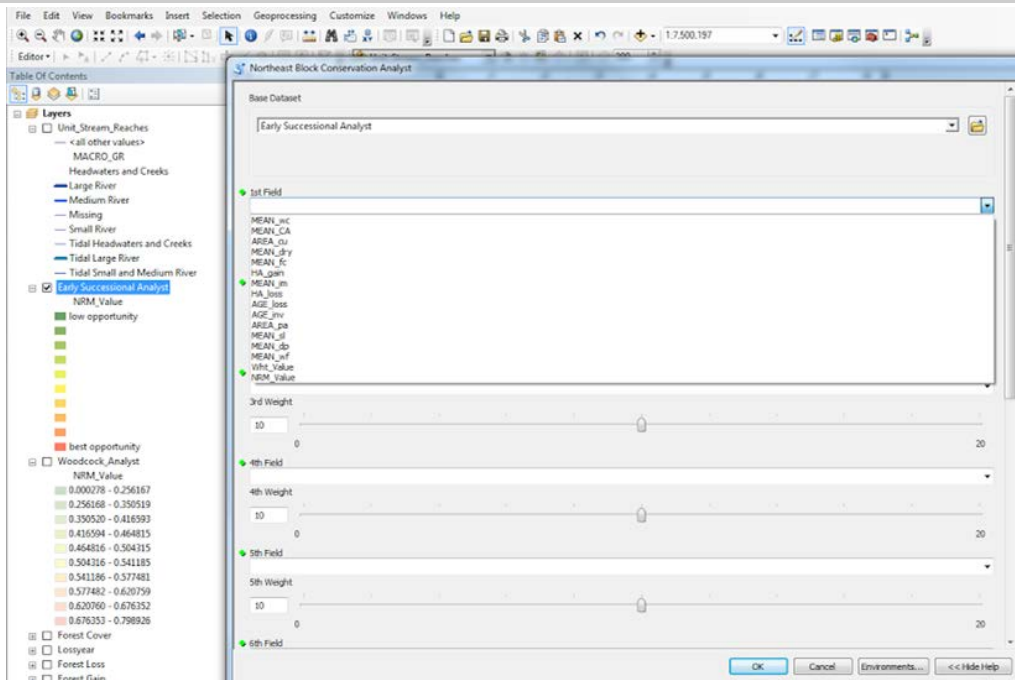 File Edit View Bookmarks Insert Selection Geoprocessing Customize Windows Help
1:7,500,197
Editor
Table Of Contents
Layers
Unit_Stream_Reaches
<all other values>
MACRO_GR
Headwaters and Creeks
Large River
Medium River
Missing
Small River
Tidal Headwaters and Creeks
Tidal Large River
Tidal Small and Medium River
Early Successional Analyst
NRM_Value
low opportunity
best opportunity
Woodcock_Analyst
NRM_Value
0.000278 - 0.256167
0.256168 - 0.350519
0.350520 - 0.416593
0.416594 - 0.464815
0.464816 - 0.504315
0.504316 - 0.541185
0.541186 - 0.577481
0.577482 - 0.620759
0.620760 - 0.676352
0.676353 - 0.798926
Forest Cover
Lossyear
Forest Loss
Forest Gain
Northeast Block Conservation Analyst
Base Dataset
Early Successional Analyst
1st Field
MEAN_wc
MEAN_CA
AREA_cu
MEAN_dry
MEAN_fc
HA_gain
MEAN_im
HA_loss
AGE_loss
AGE_inv
AREA_pa
MEAN_sl
MEAN_dp
MEAN_wf
Wht_Value
NRM_Value
3rd Weight
10
0 20
4th Field
4th Weight
10
0 20
5th Field
5th Weight
10
0 20
6th Field
OK Cancel Environments... << Hide Help